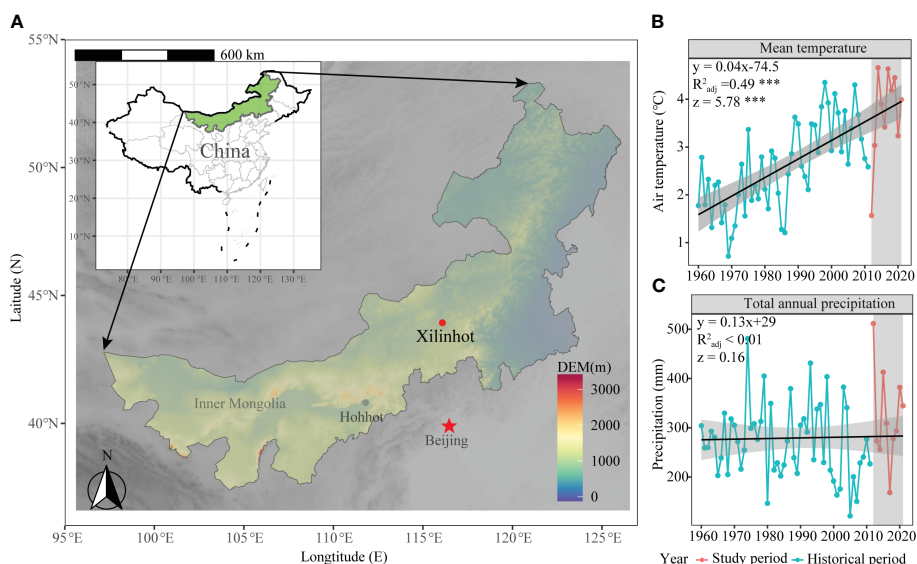 A
55°N
50°N
45°N
40°N
Laitude (N)
600 km
50°N
40°N
30°N
20°N
10°N
80°E
90°E
100°E
110°E
120°E
130°E
China
Xilinhot
Inner Mongolia
Hohhot
Beijing
N
DEM(m)
3000
2000
1000
0
95°E
100°E
105°E
110°E
115°E
120°E
125°E
Longtitude (E)
B
Mean temperature
y = 0.04x-74.5
R²adj =0.49 ***
z = 5.78 ***
Air temperature (°C)
4
3
2
1
1960 1970 1980 1990 2000 2010 2020
C
Total annual precipitation
y = 0.13x+29
R²adj < 0.01
z = 0.16
Precipitation (mm)
500
400
300
200
1960 1970 1980 1990 2000 2010 2020
Year Study period Historical period